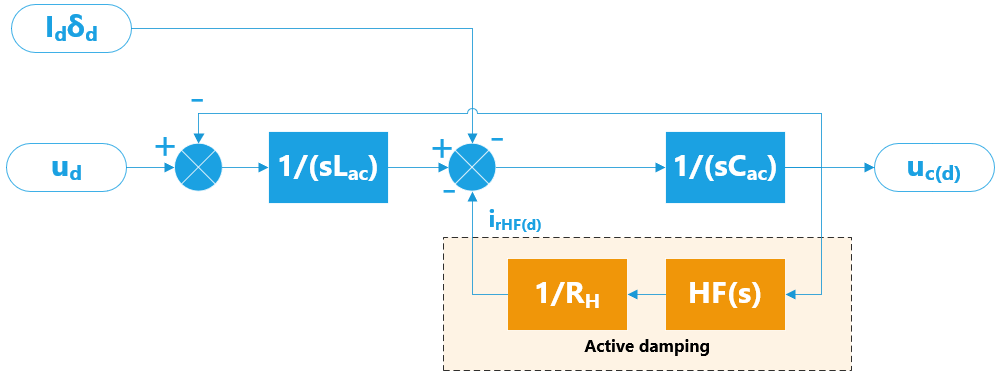 Idδd
−
+
−
ud
1/(sLac)
+
−
1/(sCac)
uc(d)
irHF(d)
1/RH
HF(s)
Active damping